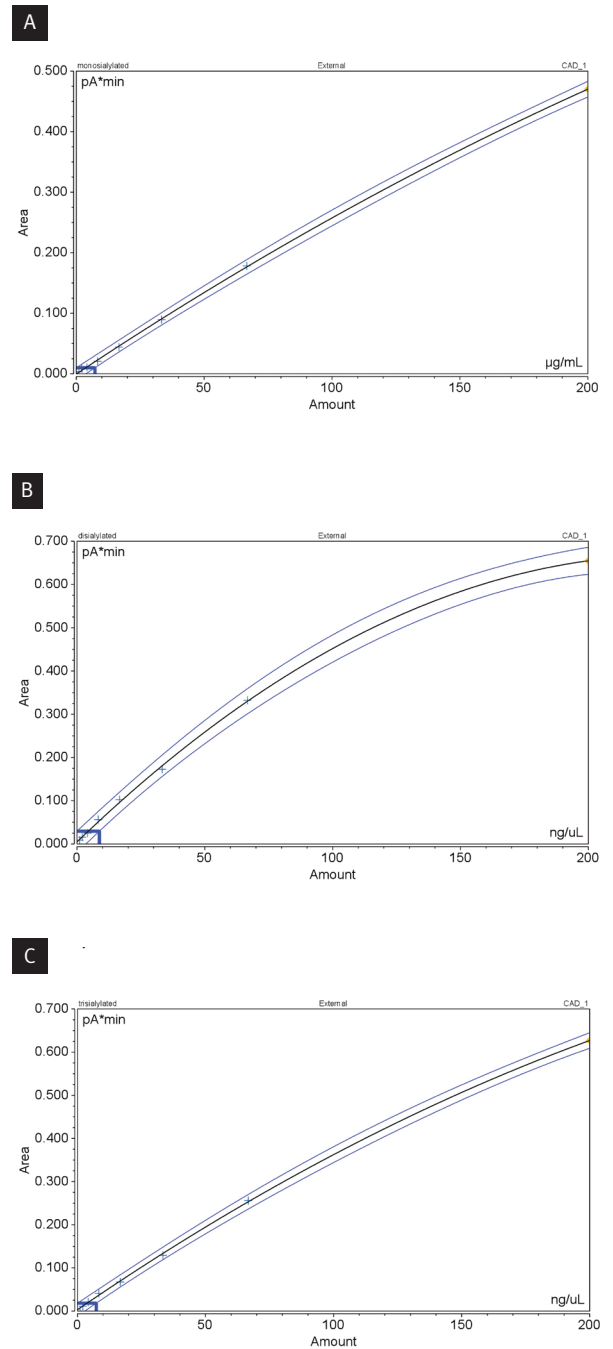 A
monosialylated External CAD_1
pA*min
0.500
0.400
0.300
0.200
0.100
0.000
Area
µg/mL
0 50 100 150 200
Amount
B
disialylated External CAD_1
pA*min
0.700
0.600
0.500
0.400
0.300
0.200
0.100
0.000
Area
ng/uL
0 50 100 150 200
Amount
C
trisialylated External CAD_1
pA*min
0.700
0.600
0.500
0.400
0.300
0.200
0.100
0.000
Area
ng/uL
0 50 100 150 200
Amount